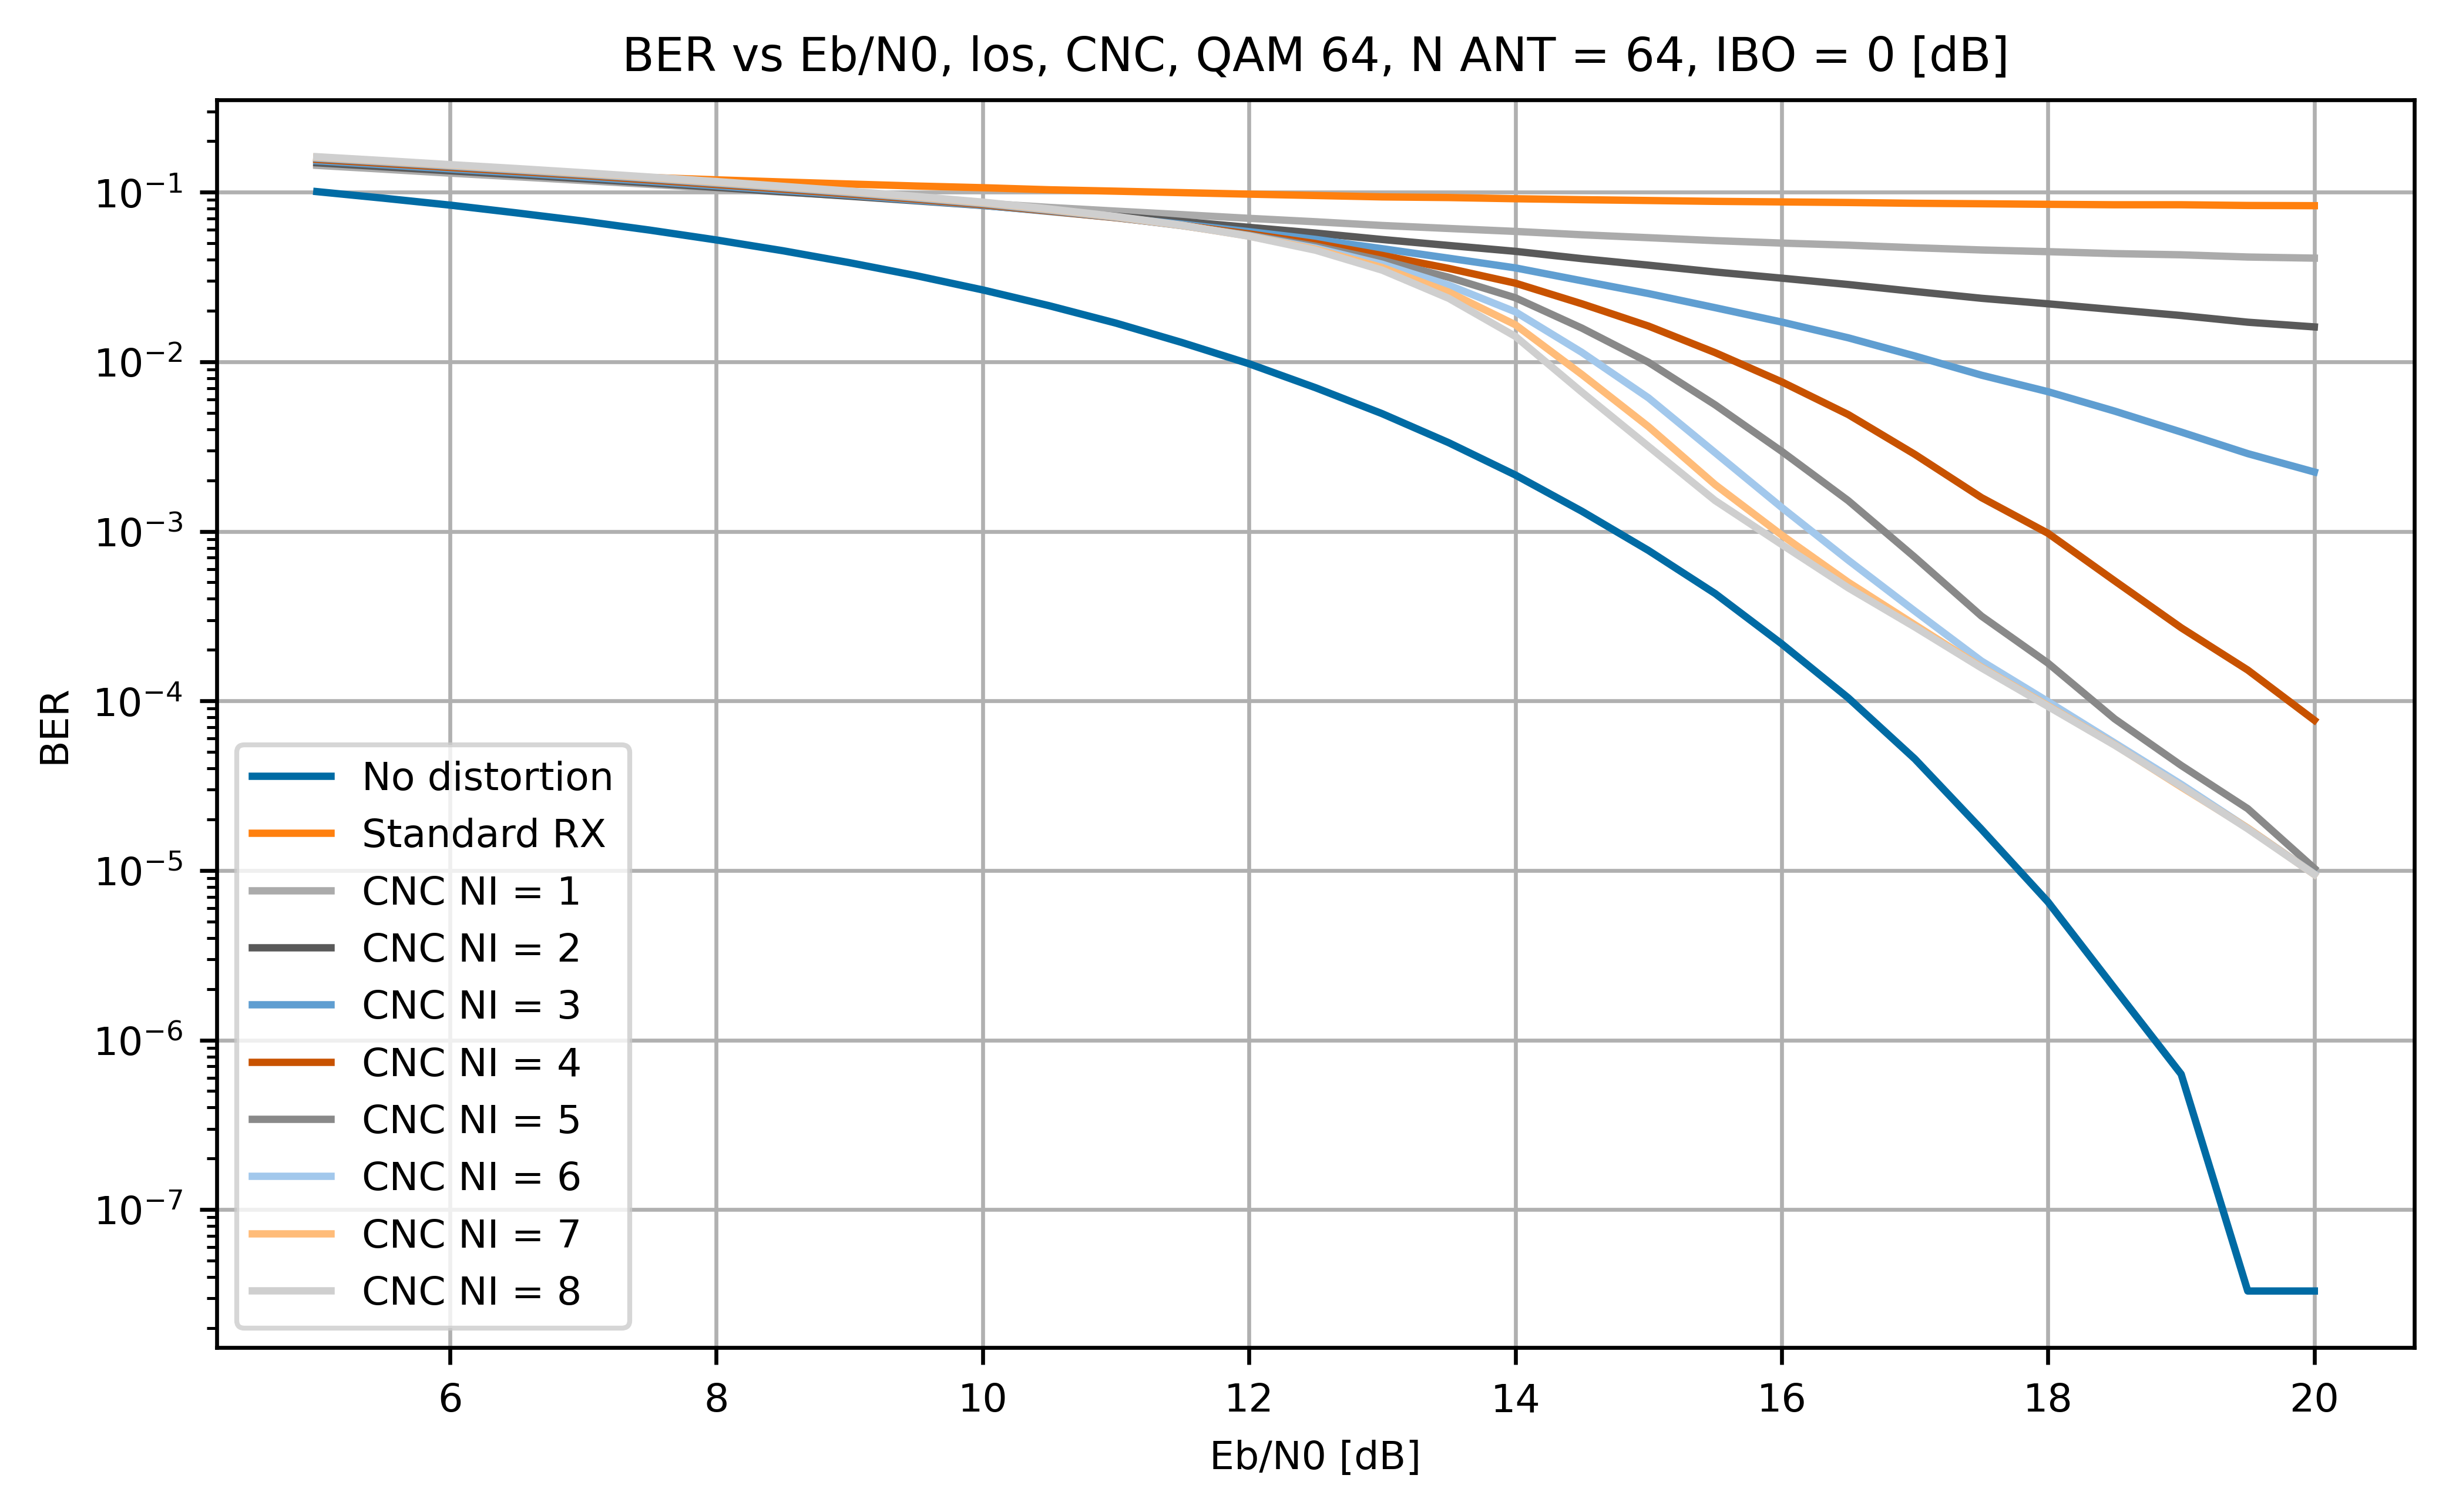 BER vs Eb/N0, los, CNC, QAM 64, N ANT = 64, IBO = 0 [dB]
BER
10⁻¹
10⁻²
10⁻³
10⁻⁴
10⁻⁵
10⁻⁶
10⁻⁷
No distortion
Standard RX
CNC NI = 1
CNC NI = 2
CNC NI = 3
CNC NI = 4
CNC NI = 5
CNC NI = 6
CNC NI = 7
CNC NI = 8
6 8 10 12 14 16 18 20
Eb/N0 [dB]